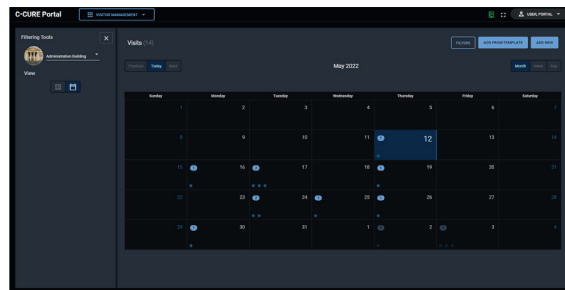 C•CURE Portal
VISITOR MANAGEMENT
USER, PORTAL
Filtering Tools
Administration Building
View
Visits (14)
FILTERS
ADD FROM TEMPLATE
ADD NEW
Previous Today Next
May 2022
Month Week Day
Sunday Monday Tuesday Wednesday Thursday Friday Saturday
1 2 3 4 5 6 7
8 9 10 11 12 13 14
15 16 17 18 19 20 21
22 23 24 25 26 27 28
29 30 31 1 2 3 4